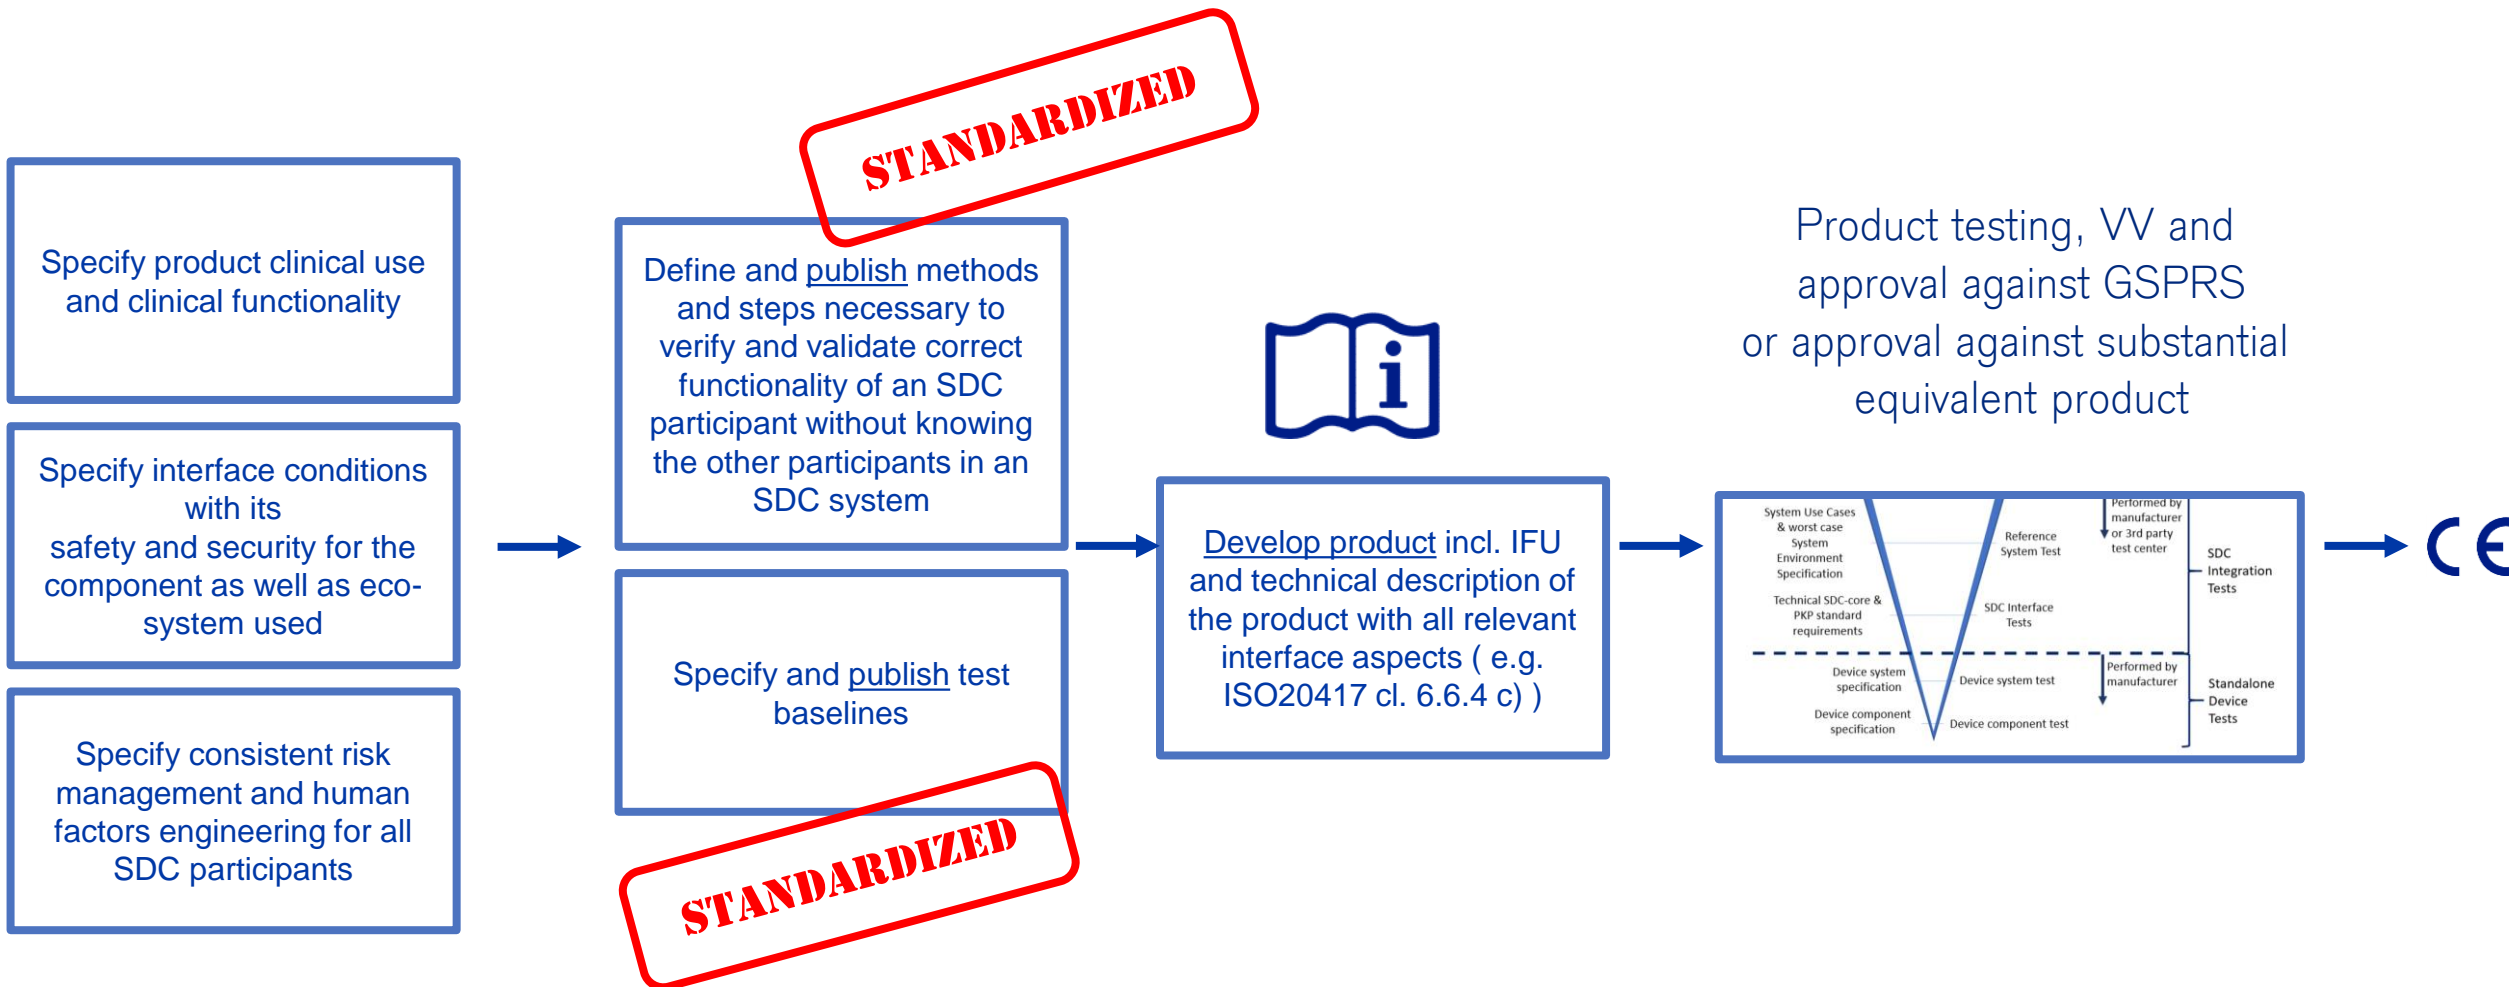 STANDARDIZED
Specify product clinical use
and clinical functionality
Specify interface conditions
with its
safety and security for the
component as well as eco-
system used
Specify consistent risk
management and human
factors engineering for all
SDC participants
Define and publish methods
and steps necessary to
verify and validate correct
functionality of an SDC
participant without knowing
the other participants in an
SDC system
Specify and publish test
baselines
STANDARDIZED
i
Develop product incl. IFU
and technical description of
the product with all relevant
interface aspects ( e.g.
ISO20417 cl. 6.6.4 c) )
Product testing, VV and
approval against GSPRS
or approval against substantial
equivalent product
System Use Cases
& worst case
System
Environment
Specification
Technical SDC-core &
PKP standard
requirements
Device system
specification
Device component
specification
Reference
System Test
SDC Interface
Tests
Device system test
Device component test
Performed by
manufacturer
or 3rd party
test center
Performed by
manufacturer
SDC
Integration
Tests
Standalone
Device
Tests
CE